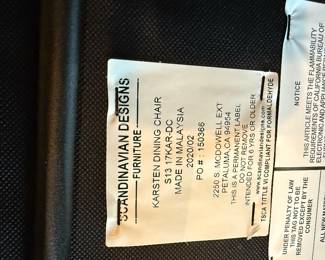 SCANDINAVIAN DESIGNS
FURNITURE
KARSTEN DINING CHAIR
S13 17KAR-DC
MADE IN MALAYSIA
2020/02
PO # : 150366
2250 S. MCDOWELL EXT
PETALUMA, CA 94954
THIS IS A PERMANENT LABEL
DO NOT REMOVE
INTENDED FOR 6 YRS OR OLDER
www.scandinaviandesigns.com
TSCA TITTLE VI COMPLIANT FOR FORMALDEHYDE
NOTICE
THIS ARTICLE MEETS THE FLAMMABILITY
REQUIREMENTS OF CALIFORNIA BUREAU OF
UNDER PENALTY OF LAW
THIS TAG NOT TO BE
REMOVED EXCEPT BY THE
CONSUMER